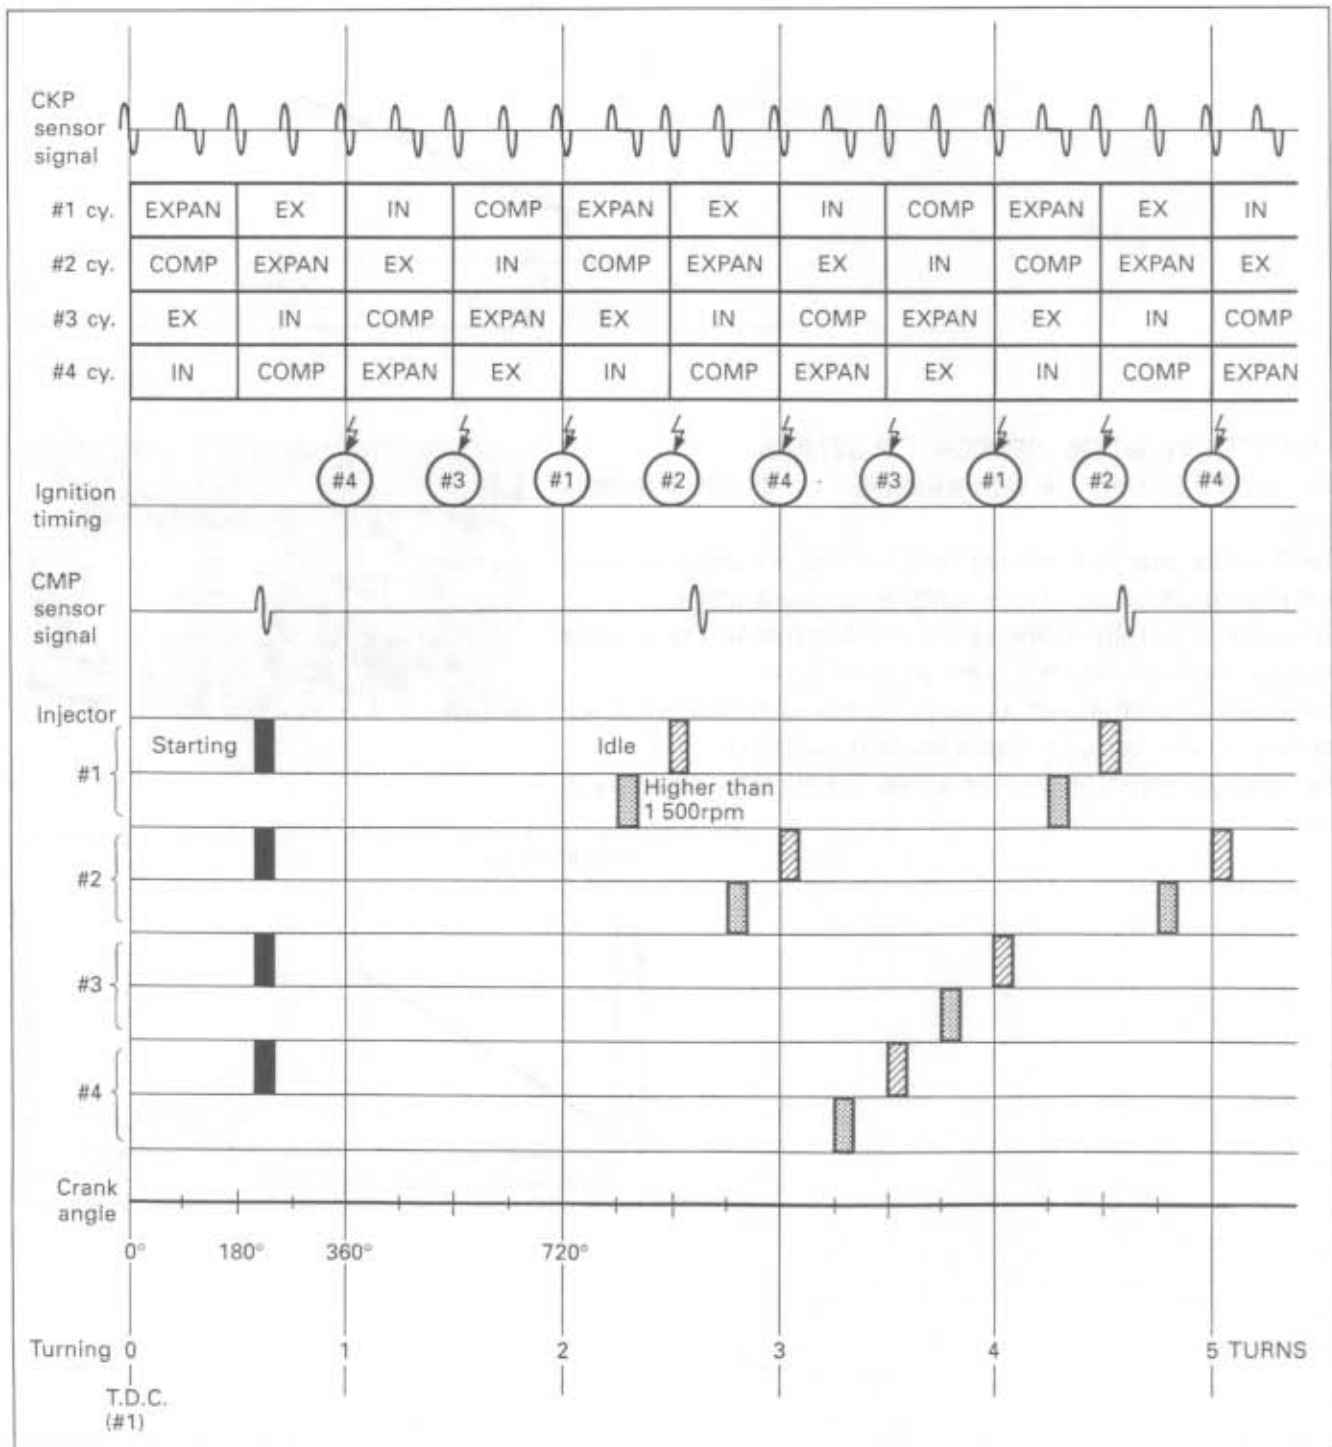 CKP
sensor
signal
#1 cy. EXPAN EX IN COMP EXPAN EX IN COMP EXPAN EX IN
#2 cy. COMP EXPAN EX IN COMP EXPAN EX IN COMP EXPAN EX
#3 cy. EX IN COMP EXPAN EX IN COMP EXPAN EX IN COMP
#4 cy. IN COMP EXPAN EX IN COMP EXPAN EX IN COMP EXPAN
#4 #3 #1 #2 #4 #3 #1 #2 #4
Ignition
timing
CMP
sensor
signal
Injector
Starting Idle
#1
Higher than
1 500rpm
#2
#3
#4
Crank
angle
0° 180° 360° 720°
Turning 0 1 2 3 4 5 TURNS
T.D.C.
(#1)